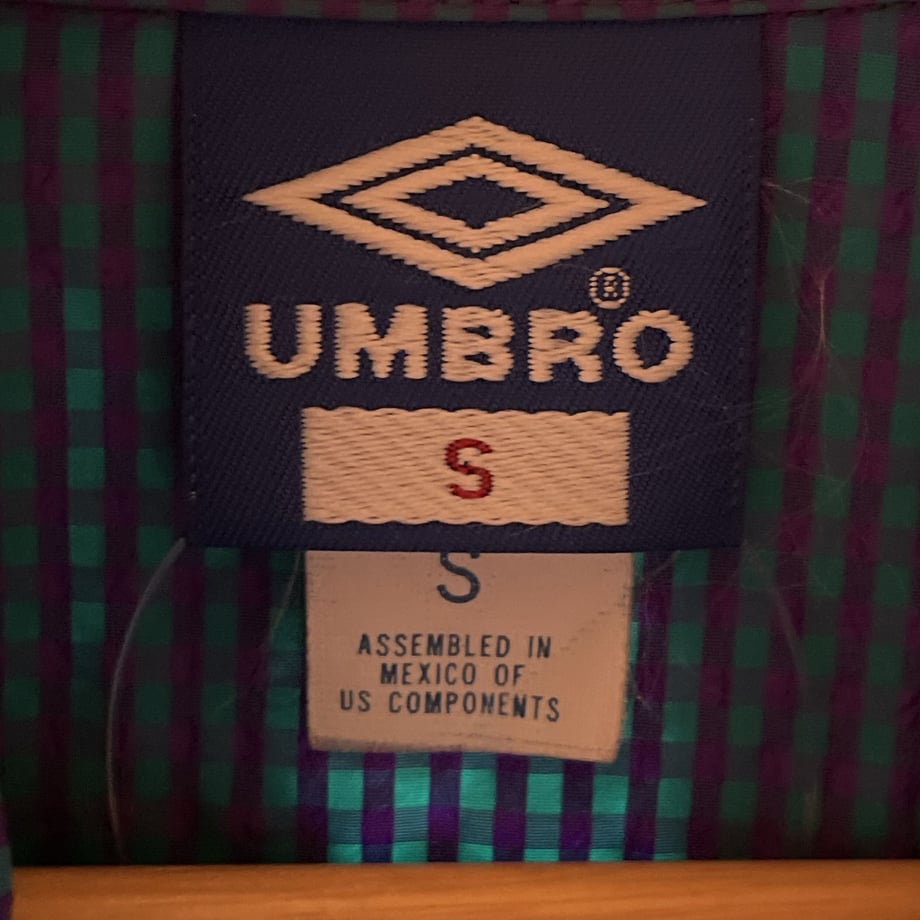 UMBRO®
S
S
ASSEMBLED IN
MEXICO OF
US COMPONENTS